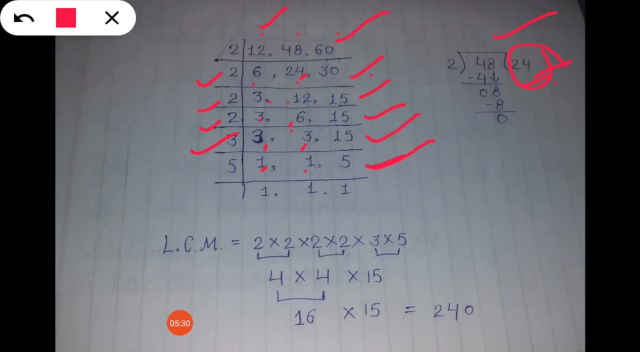 2 | 12, 48, 60
2 | 6, 24, 30
2 | 3, 12, 15
2 | 3, 6, 15
3 | 3, 3, 15
5 | 1, 1, 5
1. 1. 1
2) 48 (24
-4↓
08
-8
0
L.C.M. = 2×2×2×2×3×5
4 × 4 × 15
16 × 15 = 240
05:30